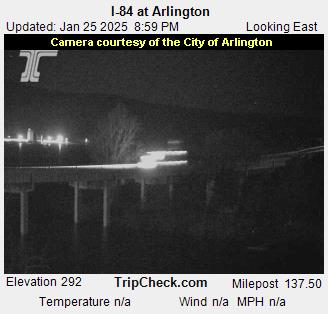 I-84 at Arlington
Updated: Jan 25 2025 8:59 PM Looking East
Camera courtesy of the City of Arlington
Elevation 292 TripCheck.com Milepost 137.50
Temperature n/a Wind n/a MPH n/a